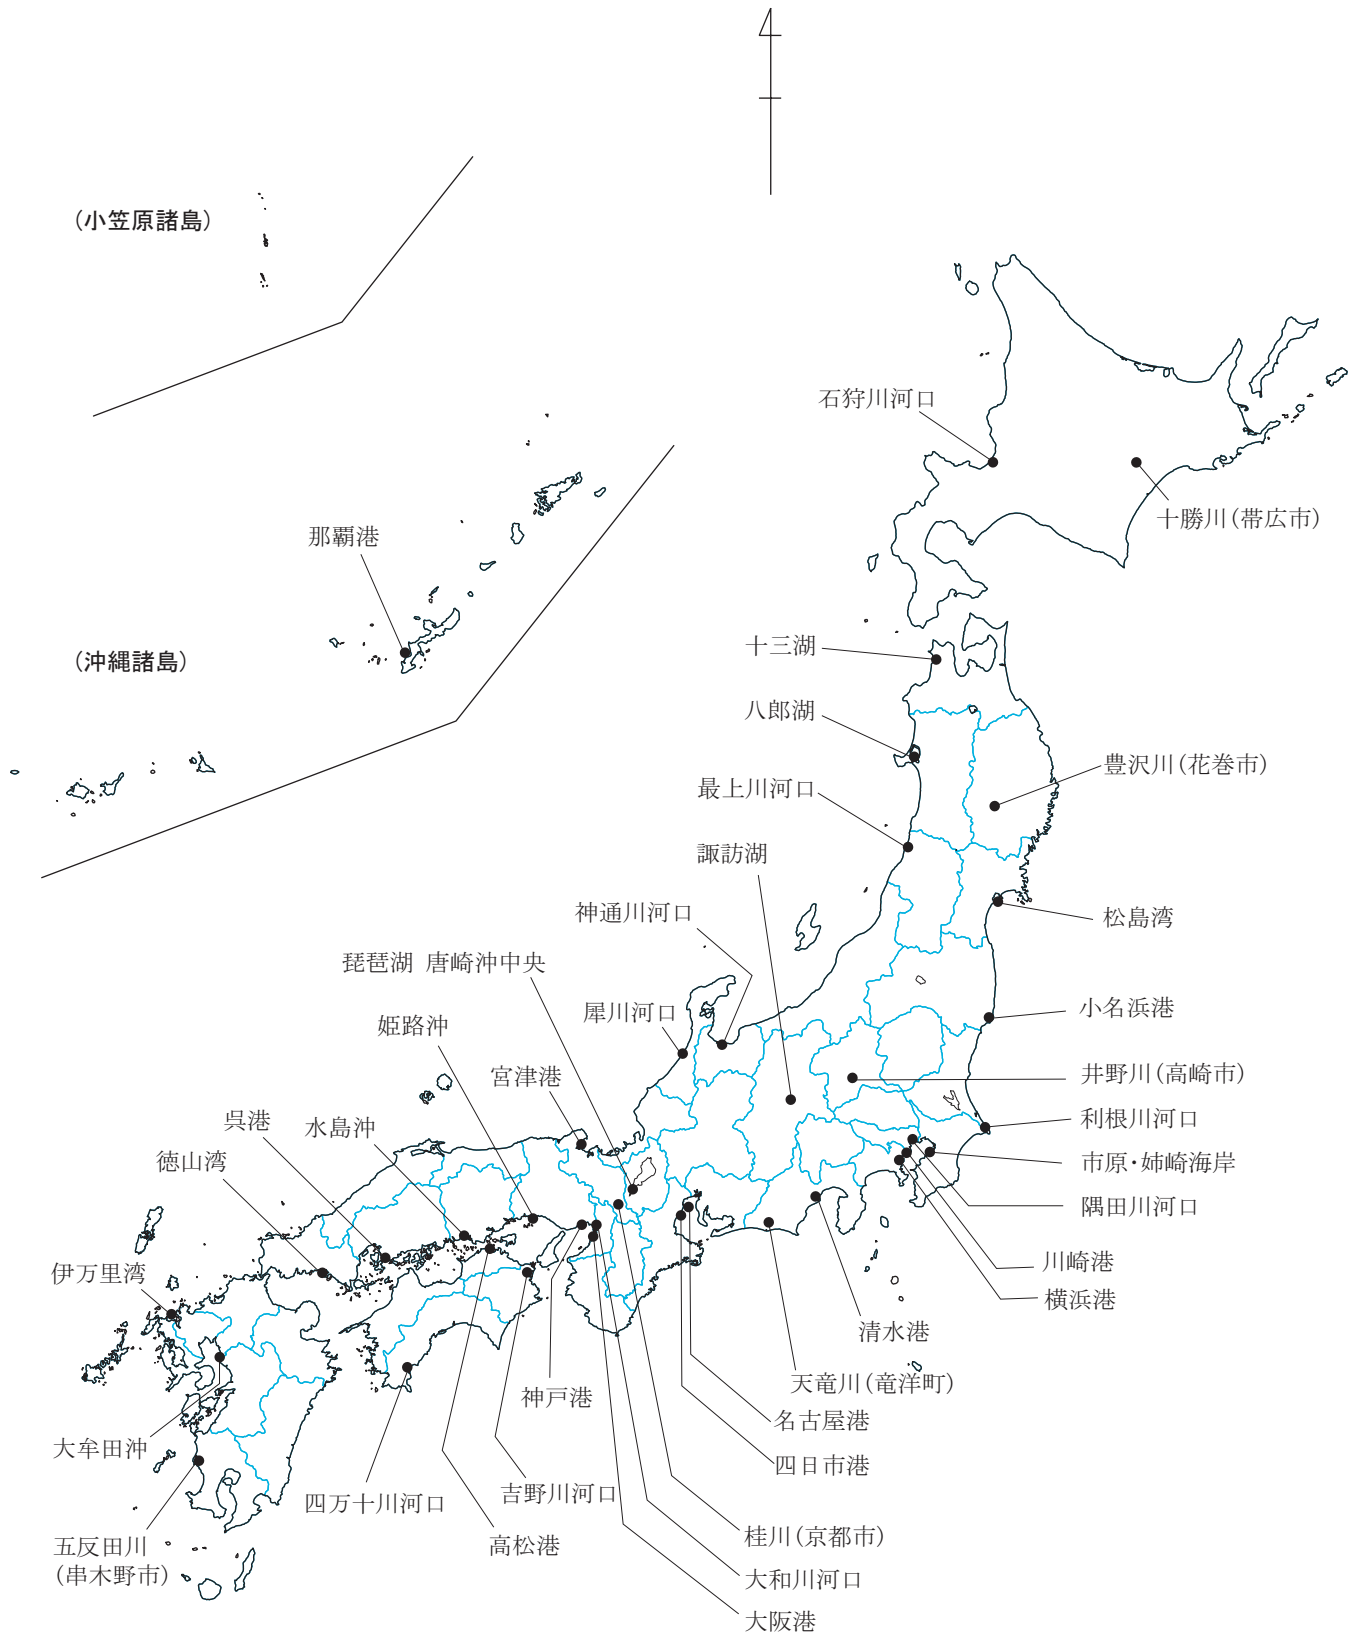 (小笠原諸島)
石狩川河口
十勝川(帯広市)
那覇港
(沖縄諸島)
十三湖
八郎湖
豊沢川(花巻市)
最上川河口
諏訪湖
神通川河口
松島湾
琵琶湖 唐崎沖中央
犀川河口
小名浜港
姫路沖
宮津港
井野川(高崎市)
呉港
水島沖
利根川河口
徳山湾
市原・姉崎海岸
隅田川河口
川崎港
伊万里湾
横浜港
清水港
天竜川(竜洋町)
神戸港
名古屋港
大牟田沖
四日市港
吉野川河口
四万十川河口
桂川(京都市)
高松港
五反田川
(串木野市)
大和川河口
大阪港